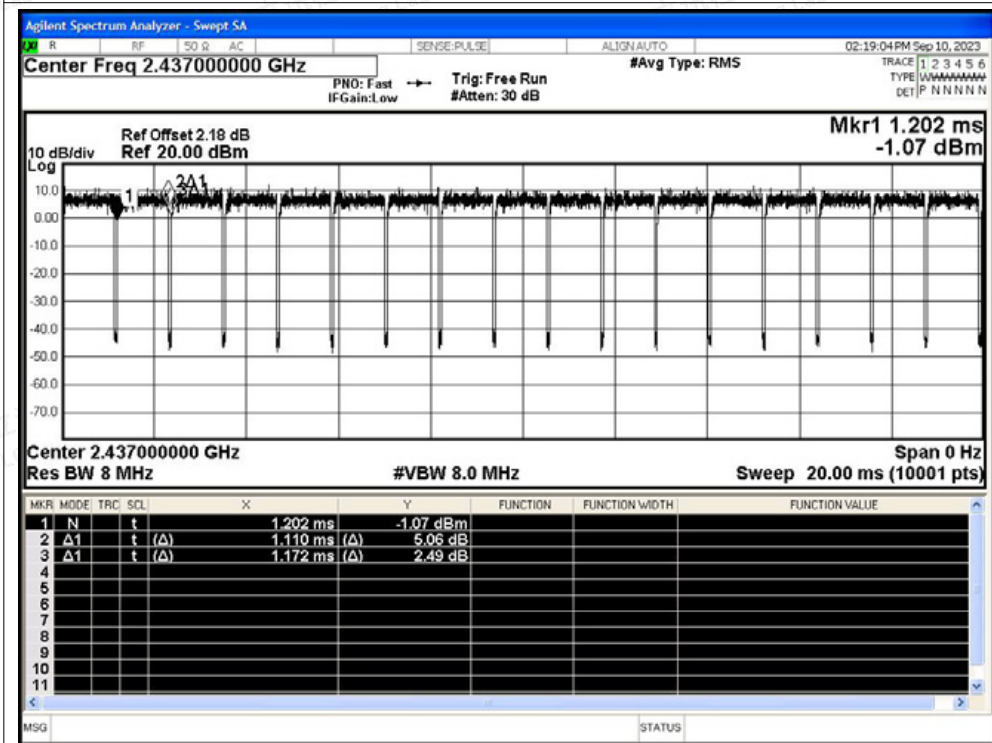 Agilent Spectrum Analyzer - Swept SA
R RF 50 Ω AC SENSE:PULSE ALIGN AUTO 02:19:04 PM Sep 10, 2023
Center Freq 2.437000000 GHz #Avg Type: RMS TRACE 1 2 3 4 5 6
PNO: Fast Trig: Free Run TYPE WWWWWW
IFGain:Low #Atten: 30 dB DET P N N N N N
Mkr1 1.202 ms
Ref Offset 2.18 dB
10 dB/div Ref 20.00 dBm -1.07 dBm
Log
10.0
0.00
-10.0
-20.0
-30.0
-40.0
-50.0
-60.0
-70.0
1 2Δ1
Center 2.437000000 GHz Span 0 Hz
Res BW 8 MHz #VBW 8.0 MHz Sweep 20.00 ms (10001 pts)
MKR MODE TRC SCL X Y FUNCTION FUNCTION WIDTH FUNCTION VALUE
1 N t 1.202 ms -1.07 dBm
2 Δ1 t (Δ) 1.110 ms (Δ) 5.06 dB
3 Δ1 t (Δ) 1.172 ms (Δ) 2.49 dB
4
5
6
7
8
9
10
11
MSG STATUS